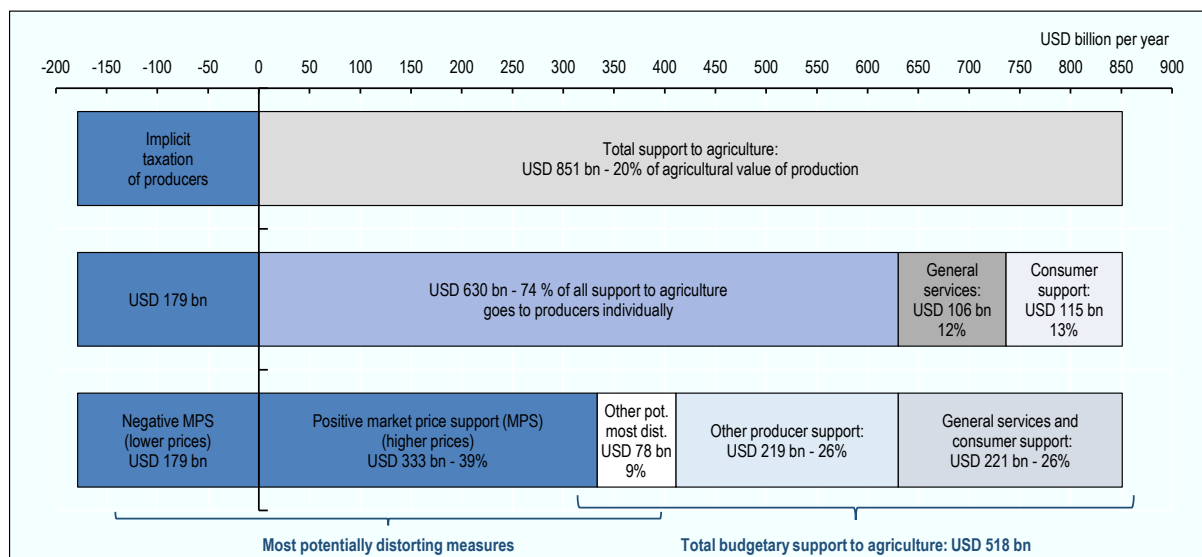 USD billion per year
-200 -150 -100 -50 0 50 100 150 200 250 300 350 400 450 500 550 600 650 700 750 800 850 900
Implicit
taxation
of producers
Total support to agriculture:
USD 851 bn - 20% of agricultural value of production
USD 179 bn
USD 630 bn - 74 % of all support to agriculture
goes to producers individually
General
services:
USD 106 bn
12%
Consumer
support:
USD 115 bn
13%
Negative MPS
(lower prices)
USD 179 bn
Positive market price support (MPS)
(higher prices)
USD 333 bn - 39%
Other pot.
most dist.
USD 78 bn
9%
Other producer support:
USD 219 bn - 26%
General services and
consumer support:
USD 221 bn - 26%
Most potentially distorting measures
Total budgetary support to agriculture: USD 518 bn